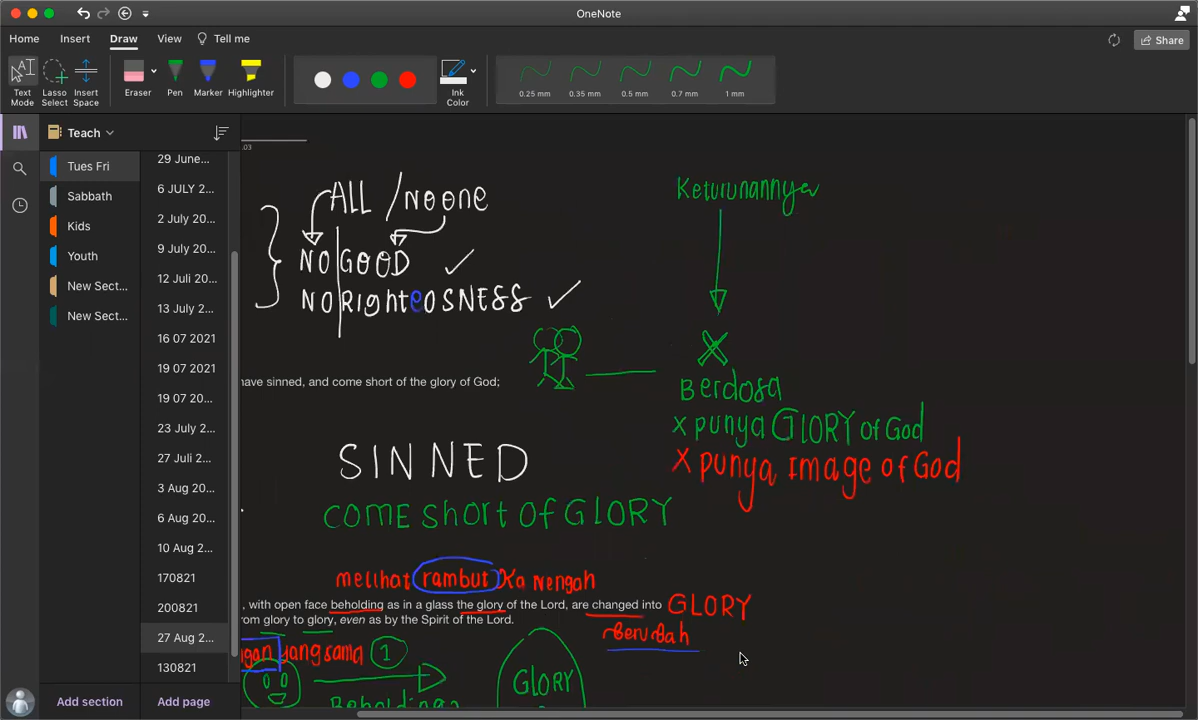 OneNote
Home Insert Draw View Tell me
Share
Text Mode
Lasso Select
Insert Space
Eraser
Pen
Marker
Highlighter
Ink Color
0.25 mm 0.35 mm 0.5 mm 0.7 mm 1 mm
Teach
Tues Fri
Sabbath
Kids
Youth
New Sect...
New Sect...
29 June...
6 JULY 2...
2 July 20...
9 July 20...
12 Juli 20...
13 July 2...
16 07 2021
19 07 2021
19 07 20...
23 July 2...
27 Juli 2...
3 Aug 20...
6 Aug 20...
10 Aug 2...
170821
200821
27 Aug 2...
130821
Add section
Add page
.03
ALL / NO one
NO GOOD
NO RighteOSNESS
Keturunannya
have sinned, and come short of the glory of God;
Berdosa
x punya GLORY of God
x punya Image of God
SINNED
COME short of GLORY
melihat rambut Ka Nengah
, with open face beholding as in a glass the glory of the Lord, are changed into GLORY
rom glory to glory, even as by the Spirit of the Lord.
Berubah
ngan yang sama 1
GLORY
Beholding